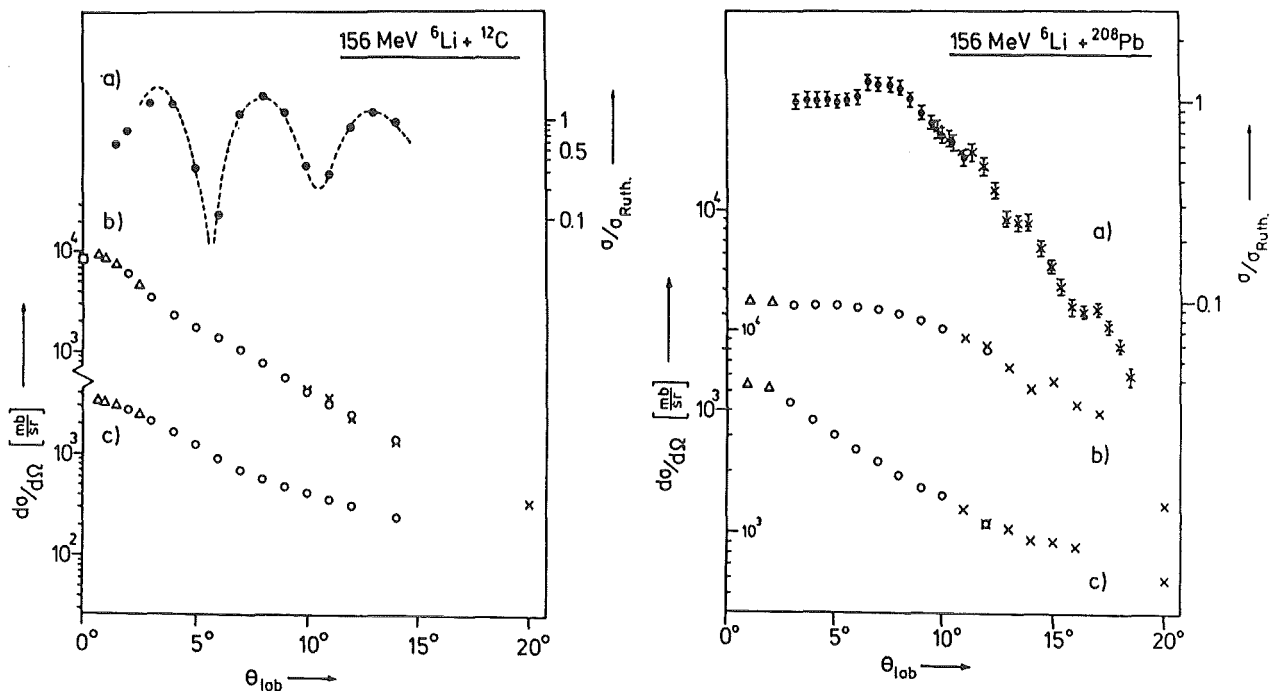 156 MeV ⁶Li + ¹²C
a)
1
0.5
0.1
σ/σRuth.
b)
10⁴
10³
c)
10³
10²
dσ/dΩ [mb/sr]
0° 5° 10° 15° 20°
θlab
156 MeV ⁶Li + ²⁰⁸Pb
1
0.1
σ/σRuth.
a)
10⁴
10⁴
10³
b)
10³
c)
dσ/dΩ [mb/sr]
0° 5° 10° 15° 20°
θlab